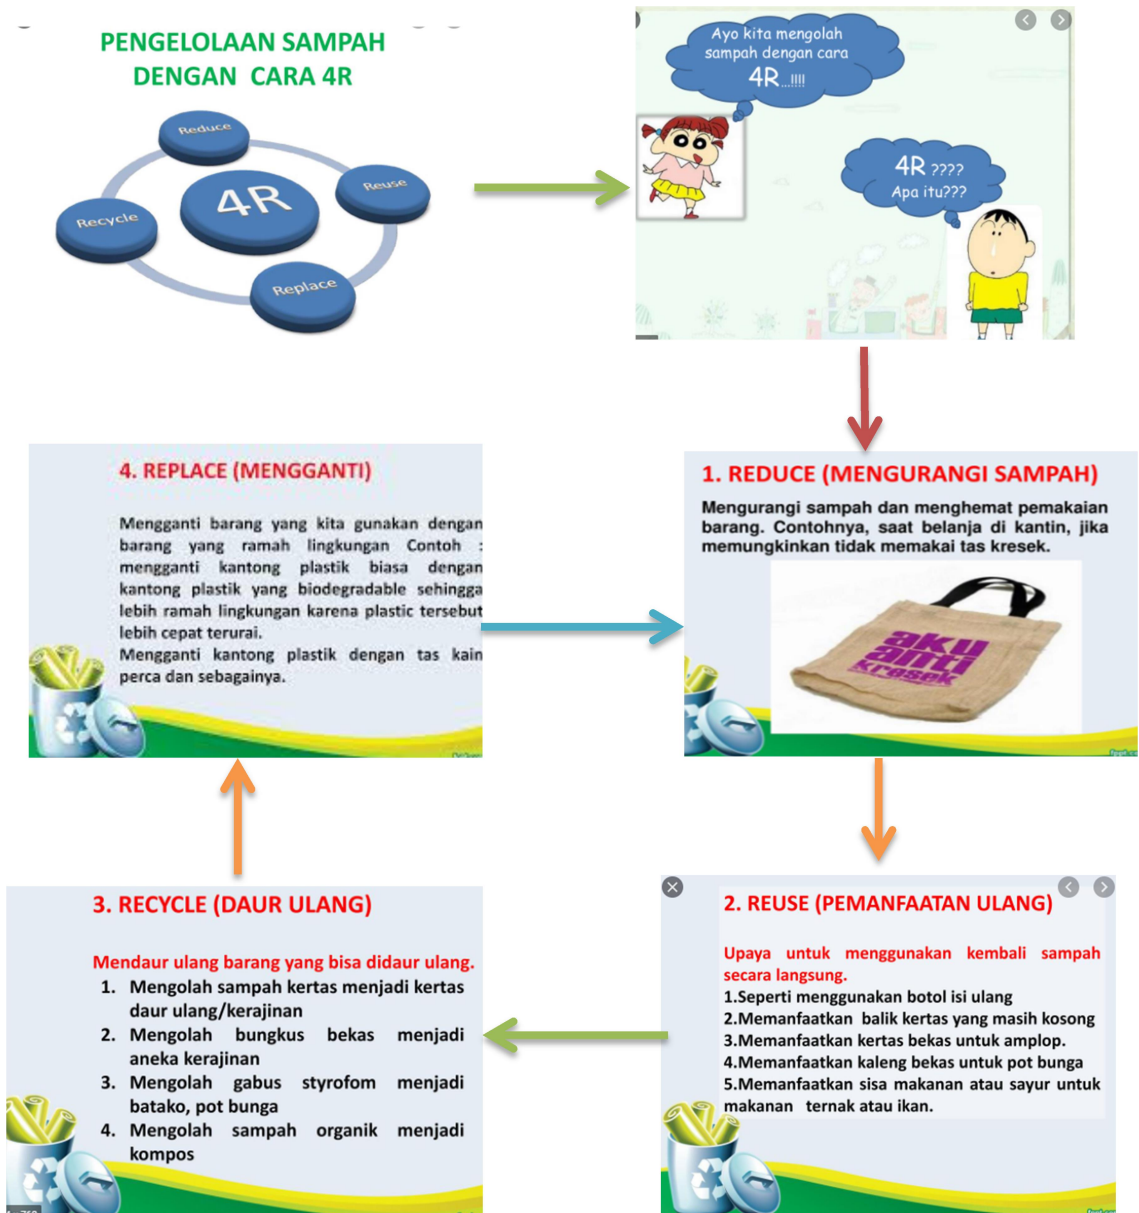 PENGELOLAAN SAMPAH
DENGAN CARA 4R
Reduce
Reuse
4R
Recycle
Replace
Ayo kita mengolah
sampah dengan cara
4R...!!!!
4R ????
Apa itu???
1. REDUCE (MENGURANGI SAMPAH)
Mengurangi sampah dan menghemat pemakaian
barang. Contohnya, saat belanja di kantin, jika
memungkinkan tidak memakai tas kresek.
aku
anti
kresek
2. REUSE (PEMANFAATAN ULANG)
Upaya untuk menggunakan kembali sampah
secara langsung.
1.Seperti menggunakan botol isi ulang
2.Memanfaatkan balik kertas yang masih kosong
3.Memanfaatkan kertas bekas untuk amplop.
4.Memanfaatkan kaleng bekas untuk pot bunga
5.Memanfaatkan sisa makanan atau sayur untuk
makanan ternak atau ikan.
3. RECYCLE (DAUR ULANG)
Mendaur ulang barang yang bisa didaur ulang.
1. Mengolah sampah kertas menjadi kertas
daur ulang/kerajinan
2. Mengolah bungkus bekas menjadi
aneka kerajinan
3. Mengolah gabus styrofom menjadi
batako, pot bunga
4. Mengolah sampah organik menjadi
kompos
4. REPLACE (MENGGANTI)
Mengganti barang yang kita gunakan dengan
barang yang ramah lingkungan Contoh :
mengganti kantong plastik biasa dengan
kantong plastik yang biodegradable sehingga
lebih ramah lingkungan karena plastic tersebut
lebih cepat terurai.
Mengganti kantong plastik dengan tas kain
perca dan sebagainya.